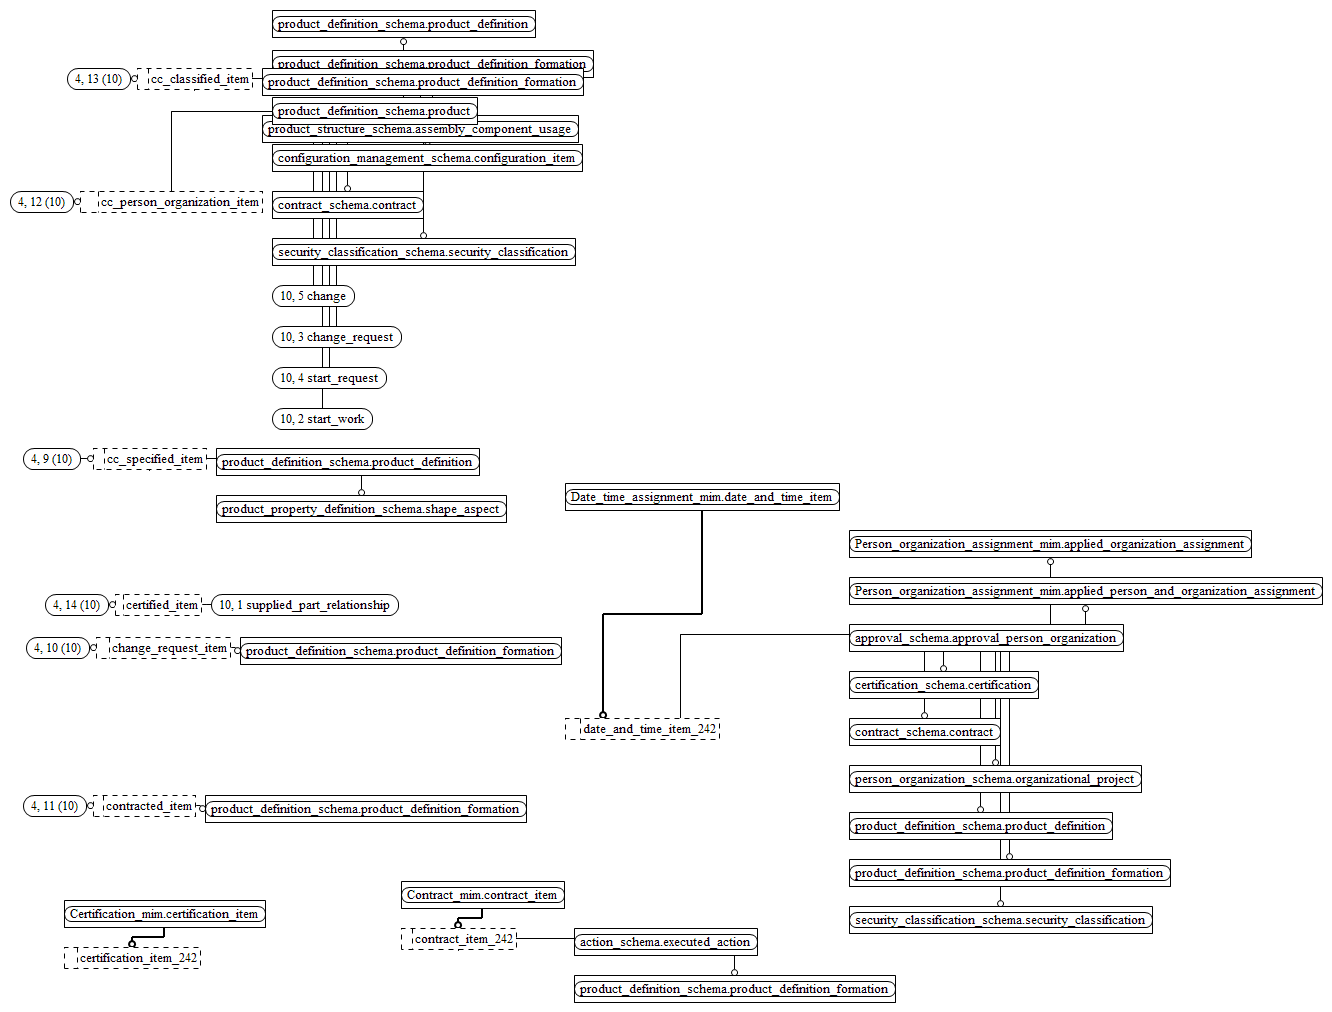 product_definition_schema.product_definition
product_definition_schema.product_definition_formation
4, 13 (10)
cc_classified_item
product_definition_schema.product_definition_formation
product_definition_schema.product
product_structure_schema.assembly_component_usage
configuration_management_schema.configuration_item
4, 12 (10)
cc_person_organization_item
contract_schema.contract
security_classification_schema.security_classification
10, 5 change
10, 3 change_request
10, 4 start_request
10, 2 start_work
4, 9 (10)
cc_specified_item
product_definition_schema.product_definition
product_property_definition_schema.shape_aspect
Date_time_assignment_mim.date_and_time_item
Person_organization_assignment_mim.applied_organization_assignment
Person_organization_assignment_mim.applied_person_and_organization_assignment
4, 14 (10)
certified_item
10, 1 supplied_part_relationship
approval_schema.approval_person_organization
4, 10 (10)
change_request_item
product_definition_schema.product_definition_formation
certification_schema.certification
date_and_time_item_242
contract_schema.contract
person_organization_schema.organizational_project
4, 11 (10)
contracted_item
product_definition_schema.product_definition_formation
product_definition_schema.product_definition
product_definition_schema.product_definition_formation
Contract_mim.contract_item
Certification_mim.certification_item
security_classification_schema.security_classification
contract_item_242
action_schema.executed_action
certification_item_242
product_definition_schema.product_definition_formation